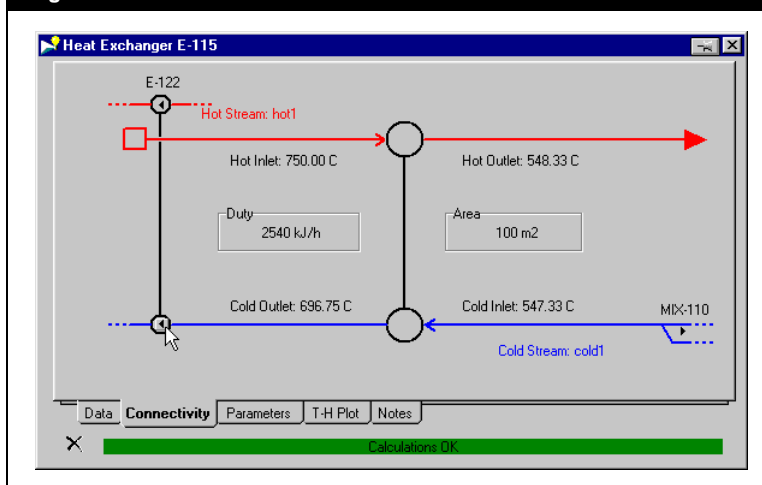 Heat Exchanger E-115
E-122
Hot Stream: hot1
Hot Inlet: 750.00 C
Hot Outlet: 548.33 C
Duty
2540 kJ/h
Area
100 m2
Cold Outlet: 696.75 C
Cold Inlet: 547.33 C
MIX-110
Cold Stream: cold1
Data Connectivity Parameters T-H Plot Notes
Calculations OK